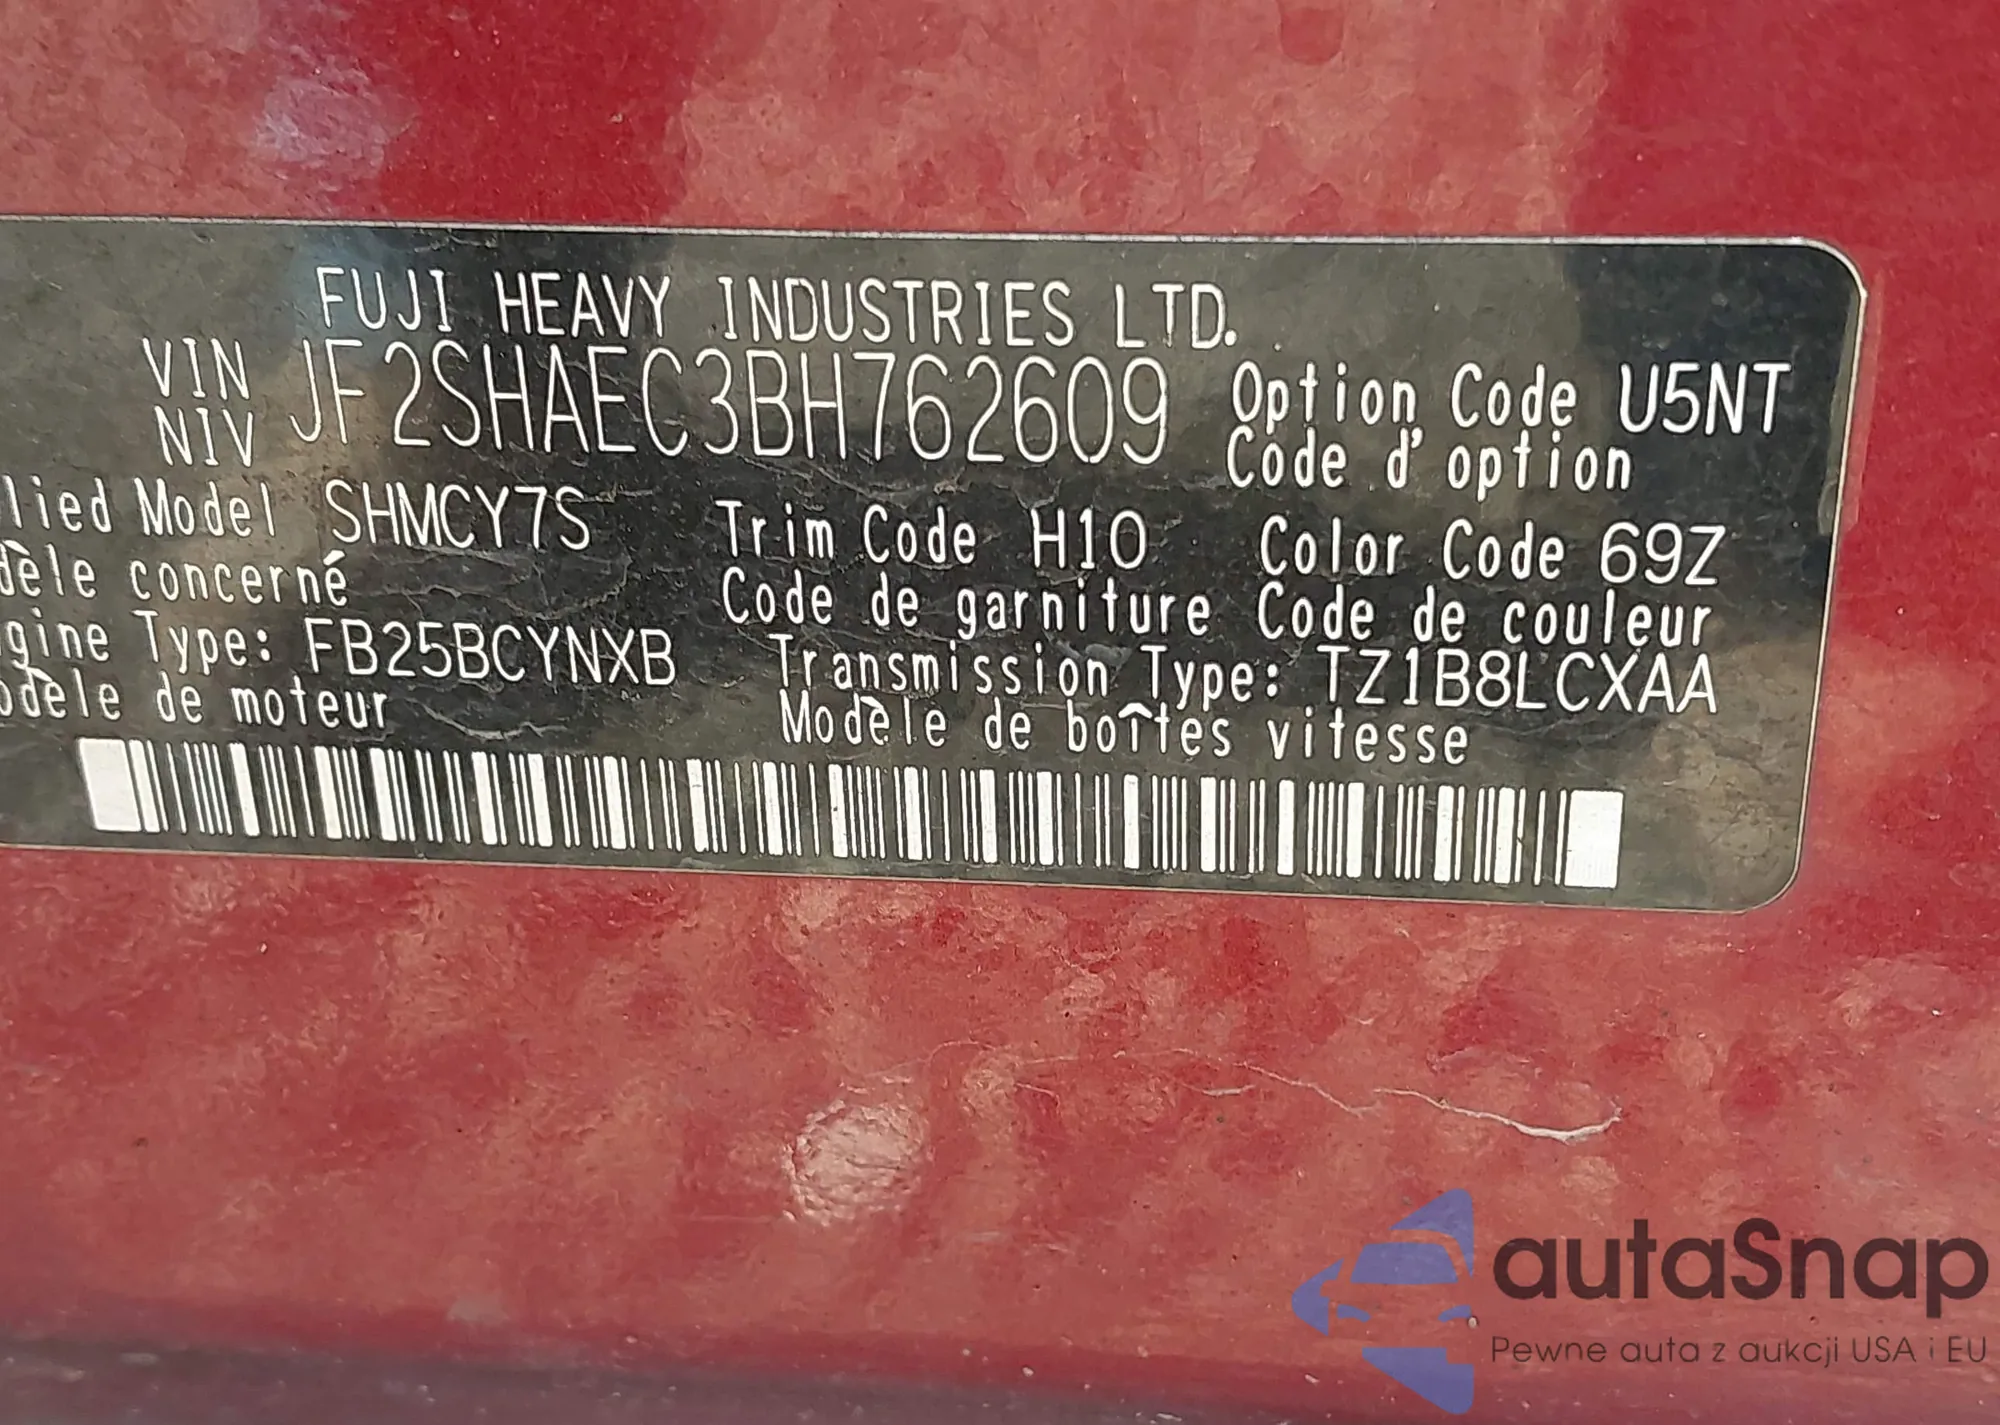 FUJI HEAVY INDUSTRIES LTD.
VIN JF2SHAEC3BH762609 Option Code U5NT
NIV Code d'option
lied Model SHMCY7S Trim Code H10 Color Code 69Z
dèle concerné Code de garniture Code de couleur
gine Type: FB25BCYNXB Transmission Type: TZ1B8LCXAA
odèle de moteur Modèle de boîtes vitesse
autaSnap
Pewne auta z aukcji USA i EU